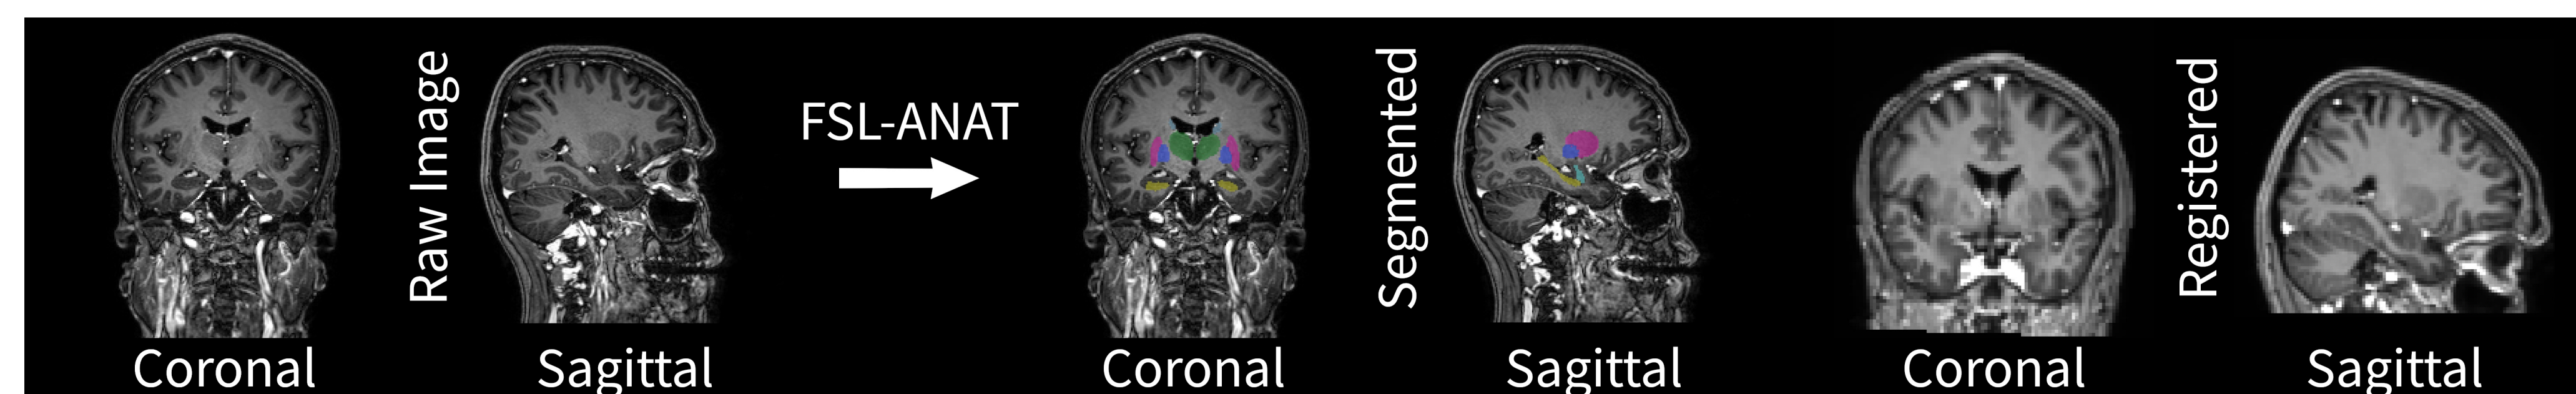 Raw Image
FSL-ANAT
Segmented
Registered
Coronal
Sagittal
Coronal
Sagittal
Coronal
Sagittal